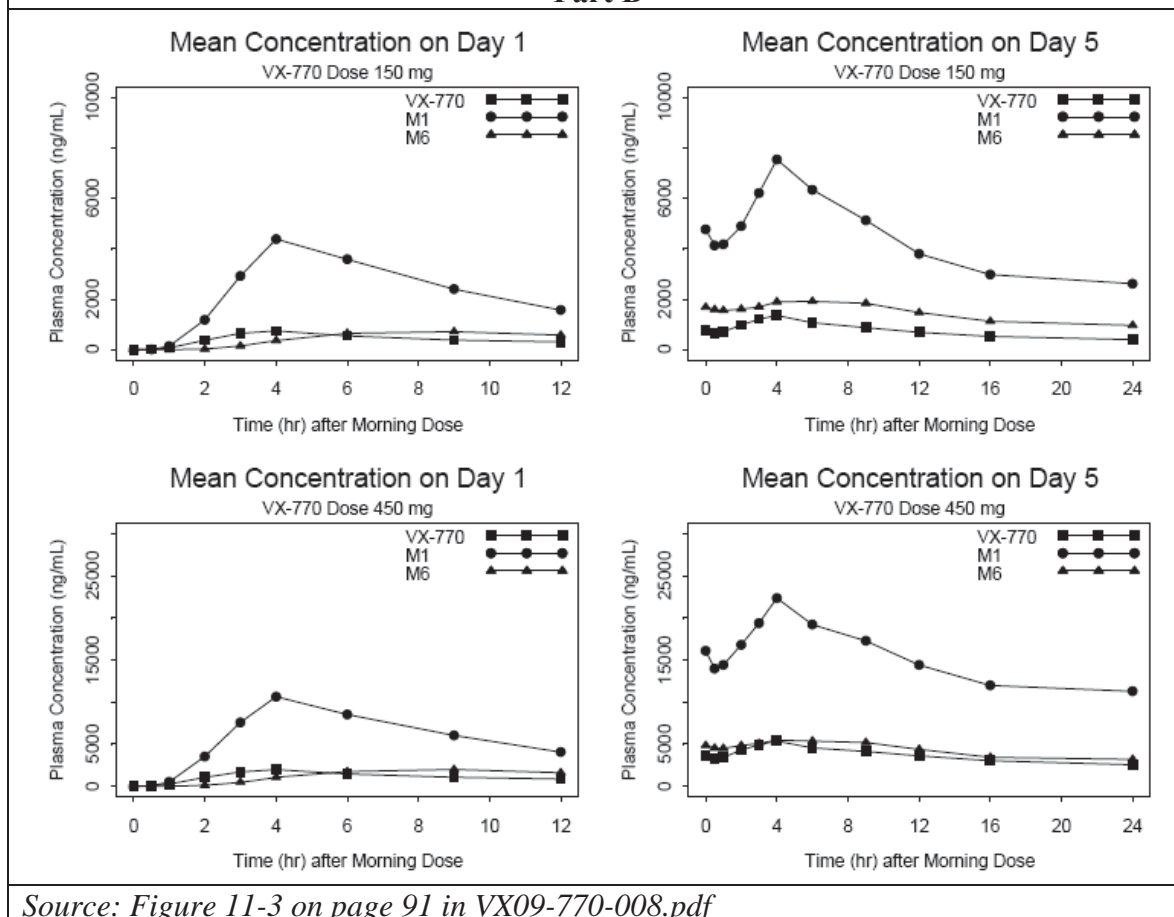 Mean Concentration on Day 1
VX-770 Dose 150 mg
VX-770
M1
M6
Plasma Concentration (ng/mL)
10000
6000
2000
0
0 2 4 6 8 10 12
Time (hr) after Morning Dose
Mean Concentration on Day 5
VX-770 Dose 150 mg
VX-770
M1
M6
Plasma Concentration (ng/mL)
10000
6000
2000
0
0 4 8 12 16 20 24
Time (hr) after Morning Dose
Mean Concentration on Day 1
VX-770 Dose 450 mg
VX-770
M1
M6
Plasma Concentration (ng/mL)
25000
15000
5000
0
0 2 4 6 8 10 12
Time (hr) after Morning Dose
Mean Concentration on Day 5
VX-770 Dose 450 mg
VX-770
M1
M6
Plasma Concentration (ng/mL)
25000
15000
5000
0
0 4 8 12 16 20 24
Time (hr) after Morning Dose
Source: Figure 11-3 on page 91 in VX09-770-008.pdf